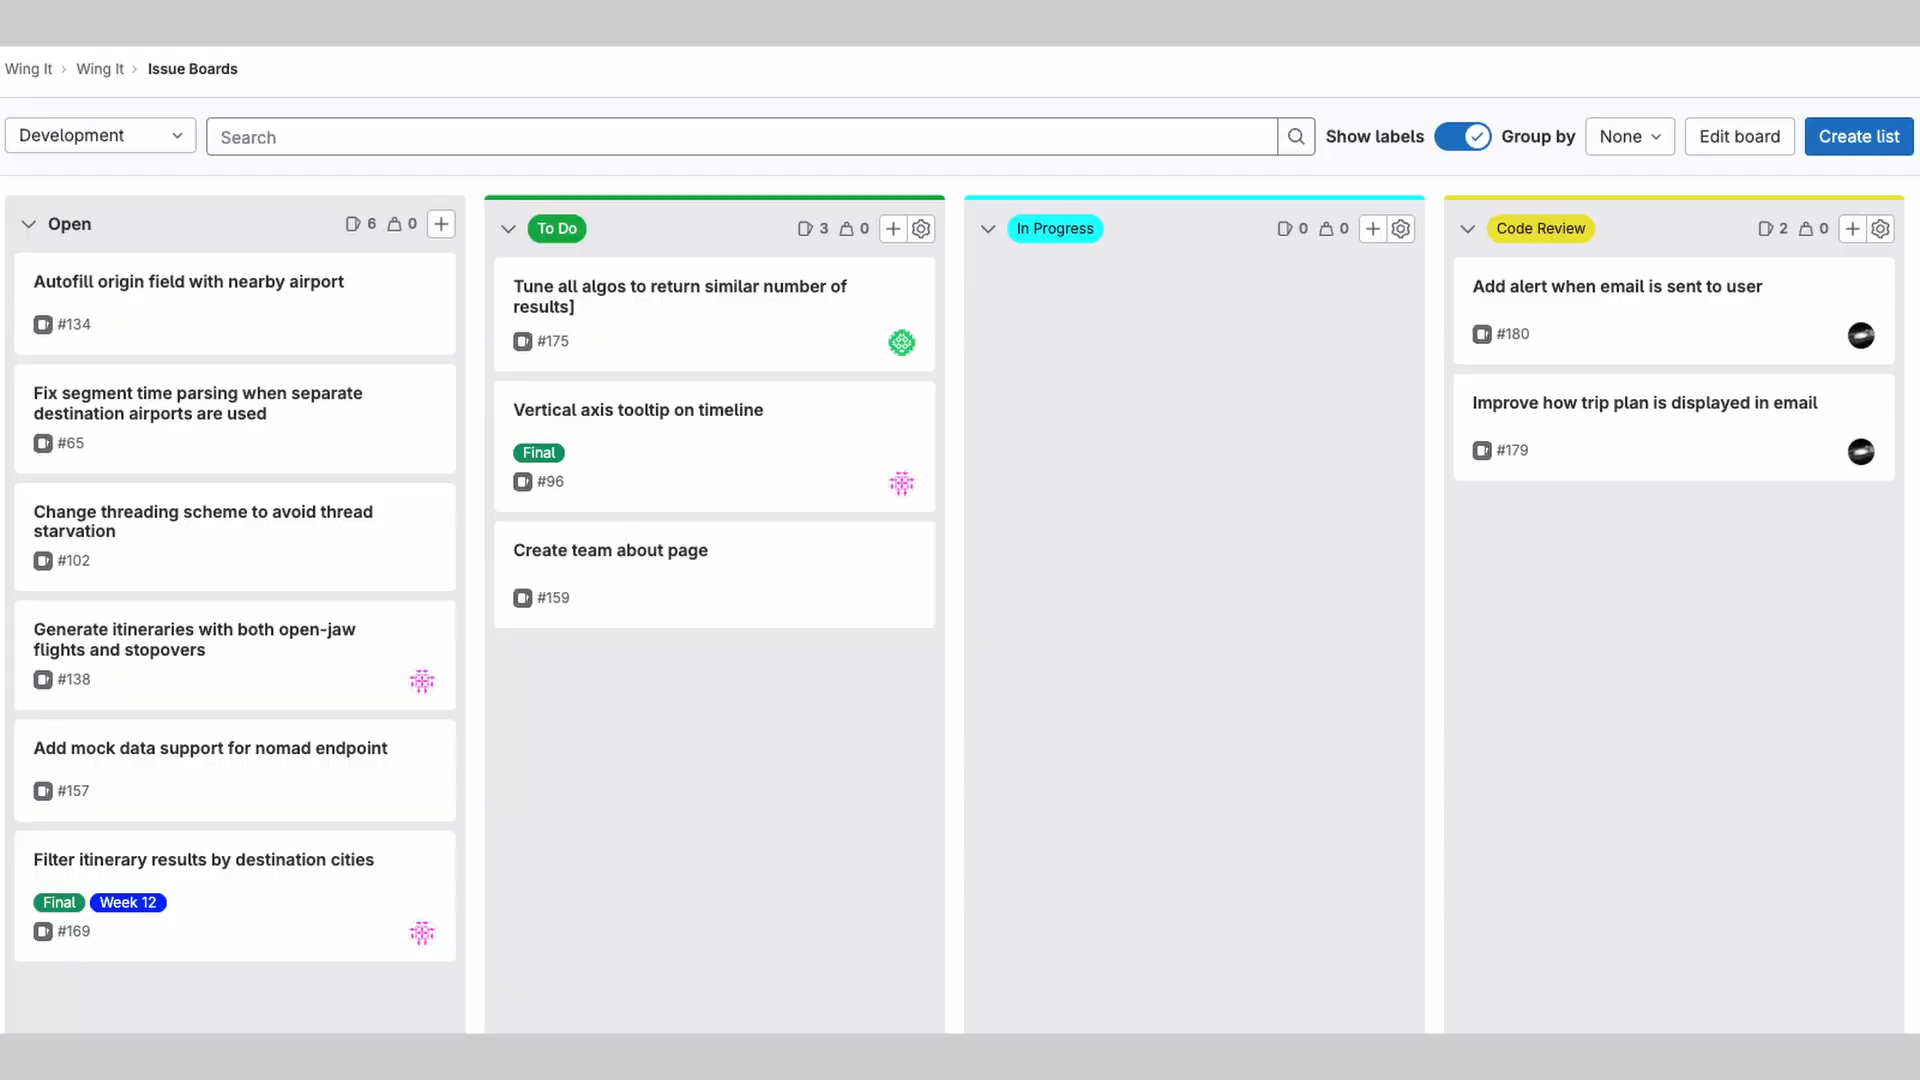 Wing It > Wing It > Issue Boards
Development
Search
Show labels
Group by
None
Edit board
Create list
Open
6
0
Autofill origin field with nearby airport
#134
Fix segment time parsing when separate
destination airports are used
#65
Change threading scheme to avoid thread
starvation
#102
Generate itineraries with both open-jaw
flights and stopovers
#138
Add mock data support for nomad endpoint
#157
Filter itinerary results by destination cities
Final
Week 12
#169
To Do
3
0
Tune all algos to return similar number of
results]
#175
Vertical axis tooltip on timeline
Final
#96
Create team about page
#159
In Progress
0
0
Code Review
2
0
Add alert when email is sent to user
#180
Improve how trip plan is displayed in email
#179